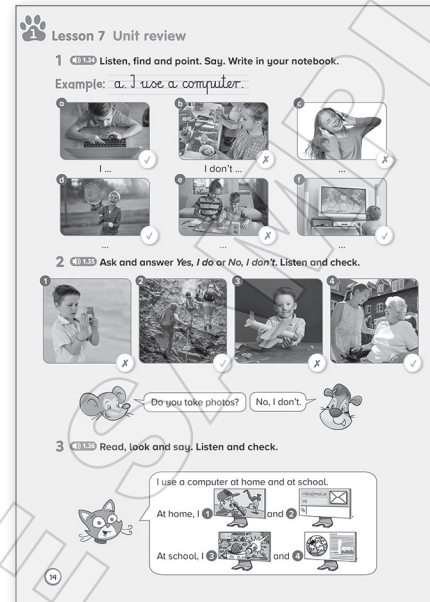 1
Lesson 7 Unit review
1 1.34 Listen, find and point. Say. Write in your notebook.
Example: a. I use a computer.
a
b
c
I ...
I don't ...
...
d
e
f
...
...
...
2 1.35 Ask and answer Yes, I do or No, I don't. Listen and check.
1
2
3
4
Do you take photos?
No, I don't.
3 1.36 Read, look and say. Listen and check.
I use a computer at home and at school.
At home, I 1 and 2 .
At school, I 3 and 4 .
14
SAMPL
E